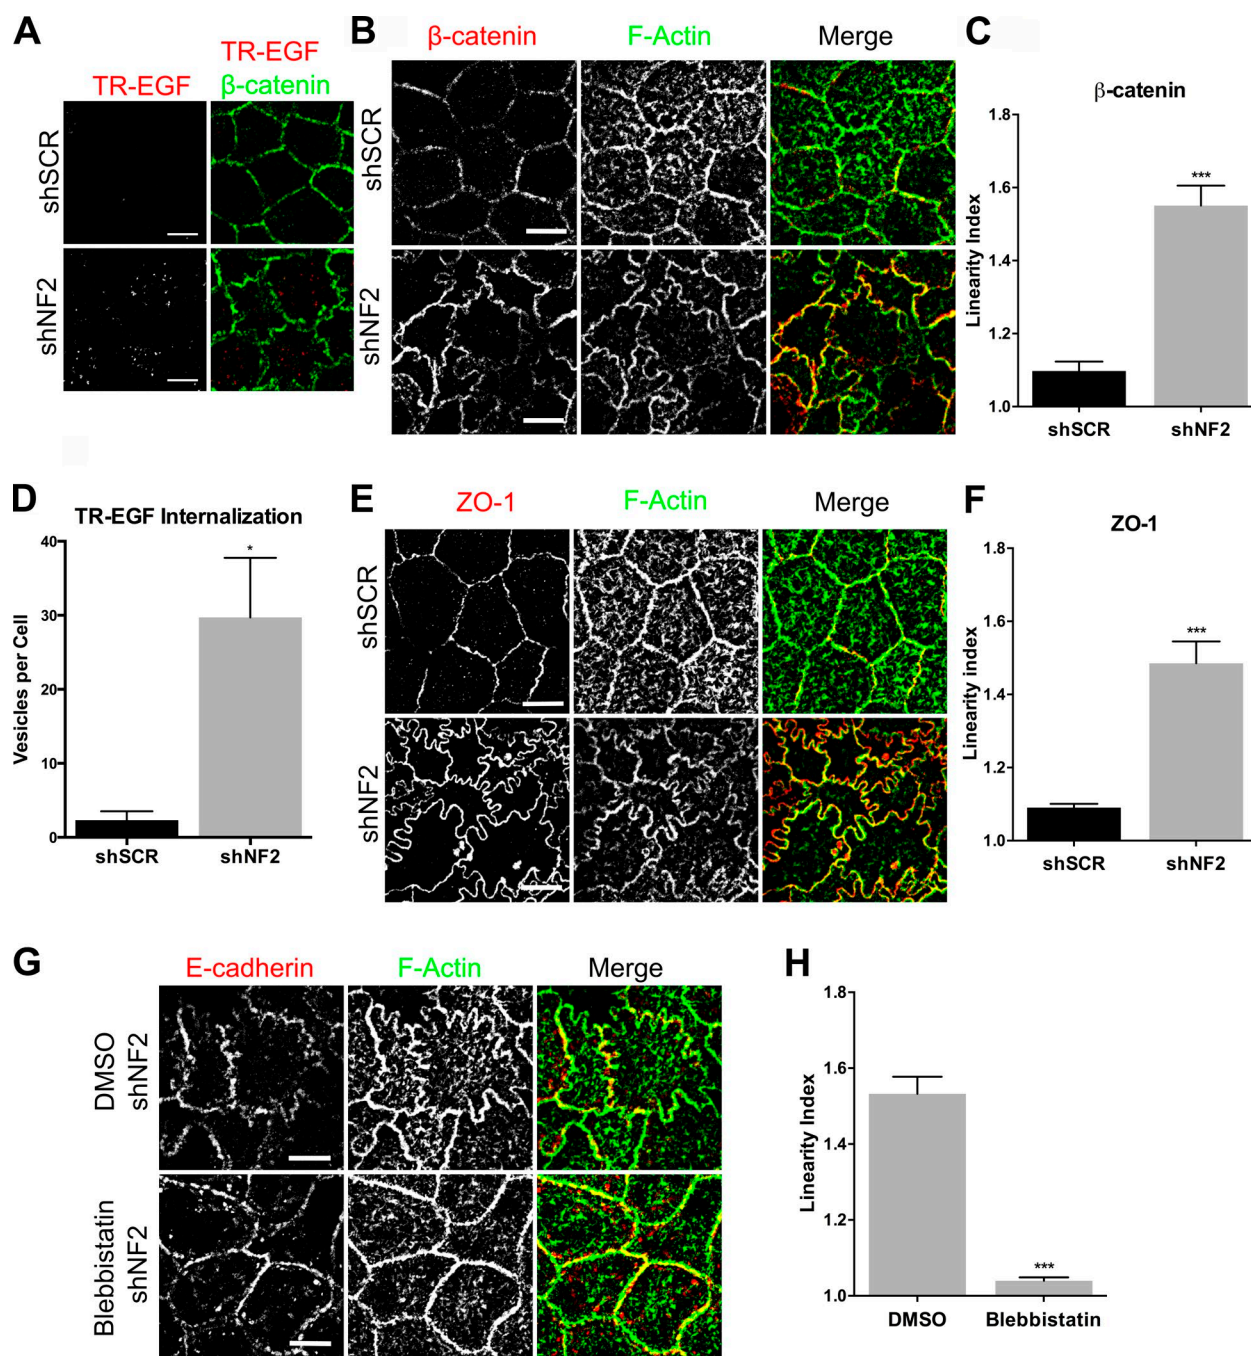 A
TR-EGF
TR-EGF
β-catenin
shSCR
shNF2
B
β-catenin
F-Actin
Merge
shSCR
shNF2
C
β-catenin
Linearity Index
1.8
1.6
1.4
1.2
1.0
***
shSCR
shNF2
D
TR-EGF Internalization
Vesicles per Cell
40
30
20
10
0
*
shSCR
shNF2
E
ZO-1
F-Actin
Merge
shSCR
shNF2
F
ZO-1
Linearity index
1.8
1.6
1.4
1.2
1.0
***
shSCR
shNF2
G
E-cadherin
F-Actin
Merge
DMSO
shNF2
Blebbistatin
shNF2
H
Linearity Index
1.8
1.6
1.4
1.2
1.0
***
DMSO
Blebbistatin